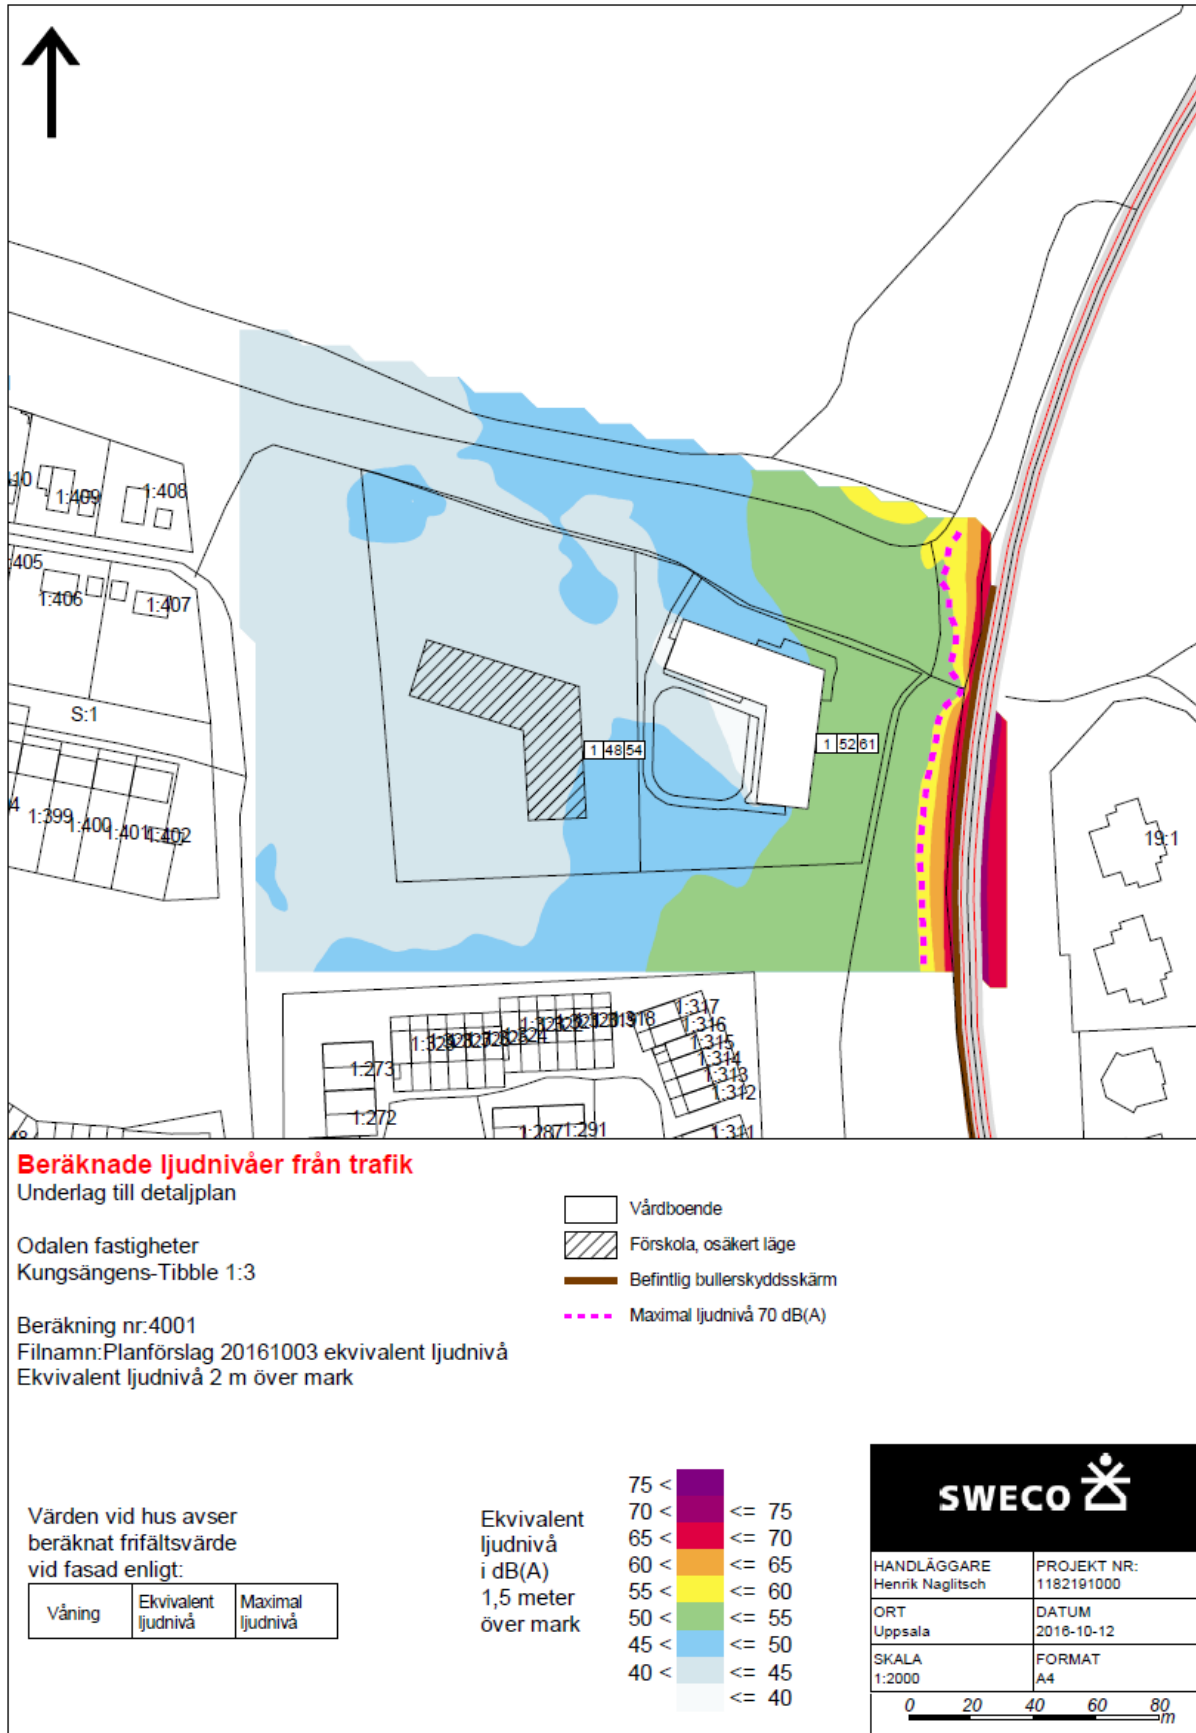 1:409
1:408
405
1:406
1:407
S:1
1:399
1:400
1:401
1:402
1 48 54
1 52 61
19:1
1:273
1:272
1:317
1:316
1:315
1:314
1:313
1:312
1:311
1:287
1:291
Beräknade ljudnivåer från trafik
Underlag till detaljplan
Odalen fastigheter
Kungsängens-Tibble 1:3
Beräkning nr:4001
Filnamn:Planförslag 20161003 ekvivalent ljudnivå
Ekvivalent ljudnivå 2 m över mark
Vårdboende
Förskola, osäkert läge
Befintlig bullerskyddsskärm
Maximal ljudnivå 70 dB(A)
Värden vid hus avser
beräknat frifältsvärde
vid fasad enligt:
Våning
Ekvivalent
ljudnivå
Maximal
ljudnivå
Ekvivalent
ljudnivå
i dB(A)
1,5 meter
över mark
75 <
70 < <= 75
65 < <= 70
60 < <= 65
55 < <= 60
50 < <= 55
45 < <= 50
40 < <= 45
<= 40
SWECO
HANDLÄGGARE
Henrik Naglitsch
PROJEKT NR:
1182191000
ORT
Uppsala
DATUM
2016-10-12
SKALA
1:2000
FORMAT
A4
0 20 40 60 80
m